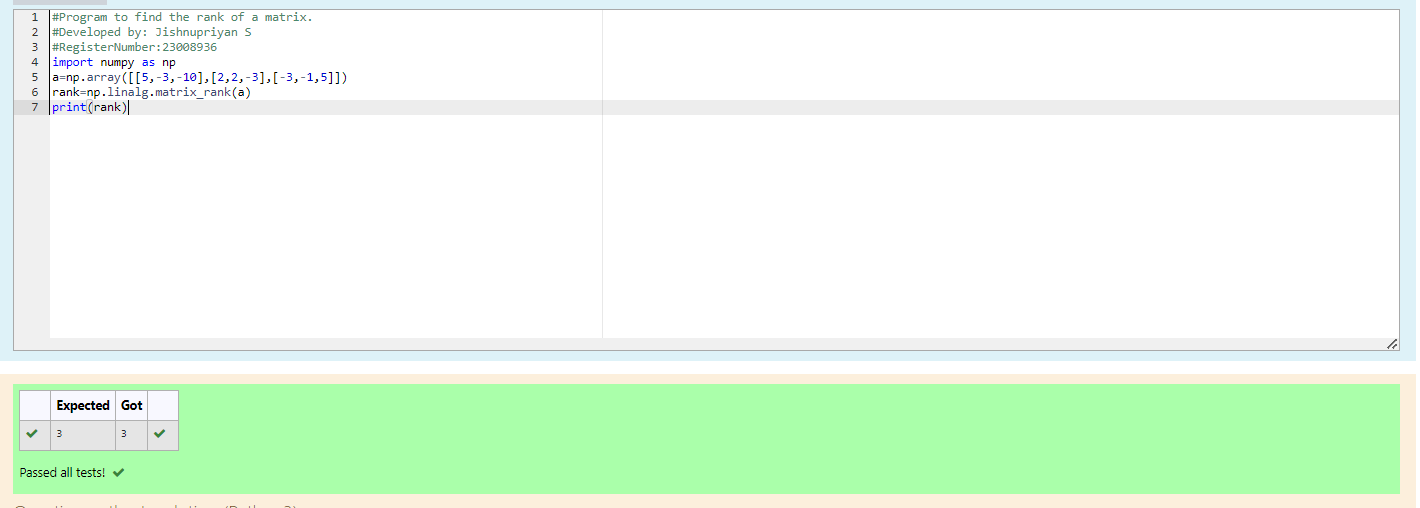 1 #Program to find the rank of a matrix.
2 #Developed by: Jishnupriyan S
3 #RegisterNumber:23008936
4 import numpy as np
5 a=np.array([[5,-3,-10],[2,2,-3],[-3,-1,5]])
6 rank=np.linalg.matrix_rank(a)
7 print(rank)
Expected Got
3 3
Passed all tests!